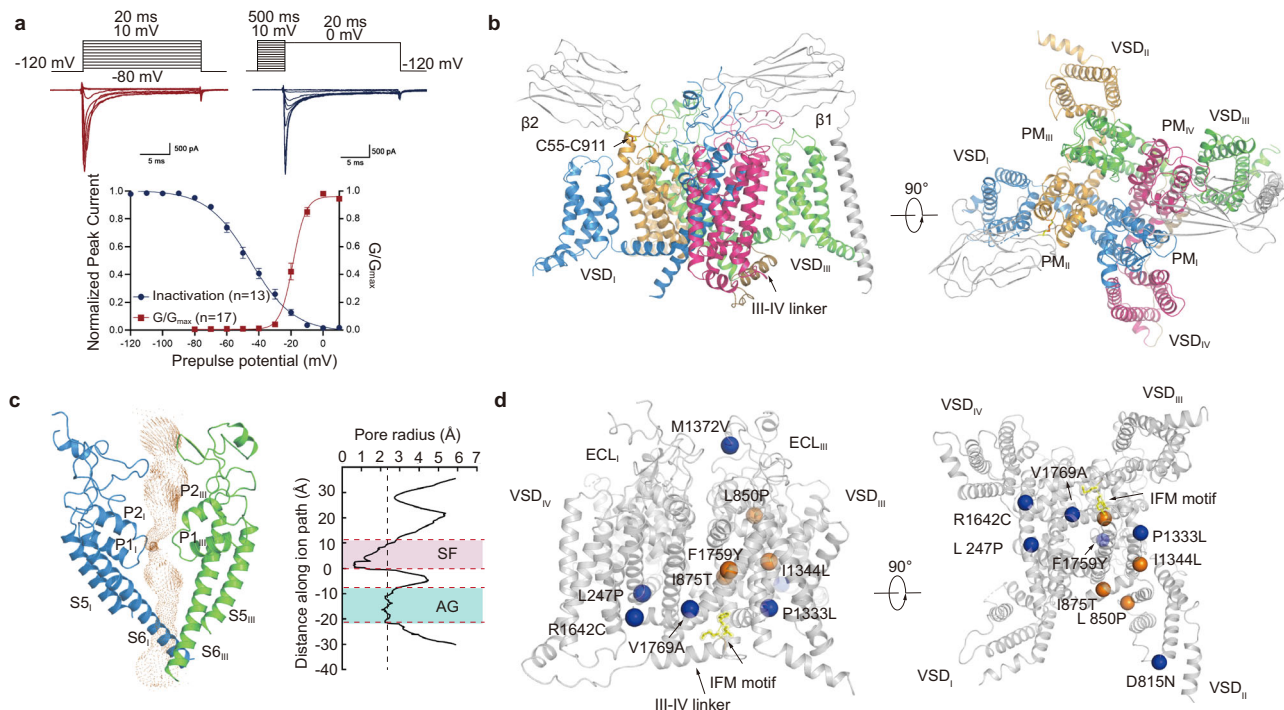 a
20 ms
10 mV
-120 mV
-80 mV
500 pA
5 ms
500 ms
10 mV
20 ms
0 mV
-120 mV
500 pA
5 ms
Normalized Peak Current
1.0
0.8
0.6
0.4
0.2
0.0
Inactivation (n=13)
G/Gmax (n=17)
1.0
0.8
0.6
0.4
0.2
0.0
G/Gmax
-120 -100 -80 -60 -40 -20 0
Prepulse potential (mV)
b
β2
β1
C55-C911
VSDI
VSDIII
III-IV linker
90°
VSDII
PMIII
PMIV
VSDIII
VSDI
PMII
PMI
VSDIV
c
P2III
P2I
P1I
P1III
S5I
S5III
S6I
S6III
Pore radius (Å)
0 1 2 3 4 5 6 7
Distance along ion path (Å)
30
20
10
0
-10
-20
-30
-40
SF
AG
d
M1372V
ECLI
ECLIII
VSDIV
L850P
VSDIII
F1759Y
I875T
I1344L
L247P
R1642C
P1333L
V1769A
IFM motif
III-IV linker
90°
VSDIII
VSDIV
V1769A
IFM motif
R1642C
P1333L
L 247P
F1759Y
I1344L
I875T
L 850P
D815N
VSDI
VSDII